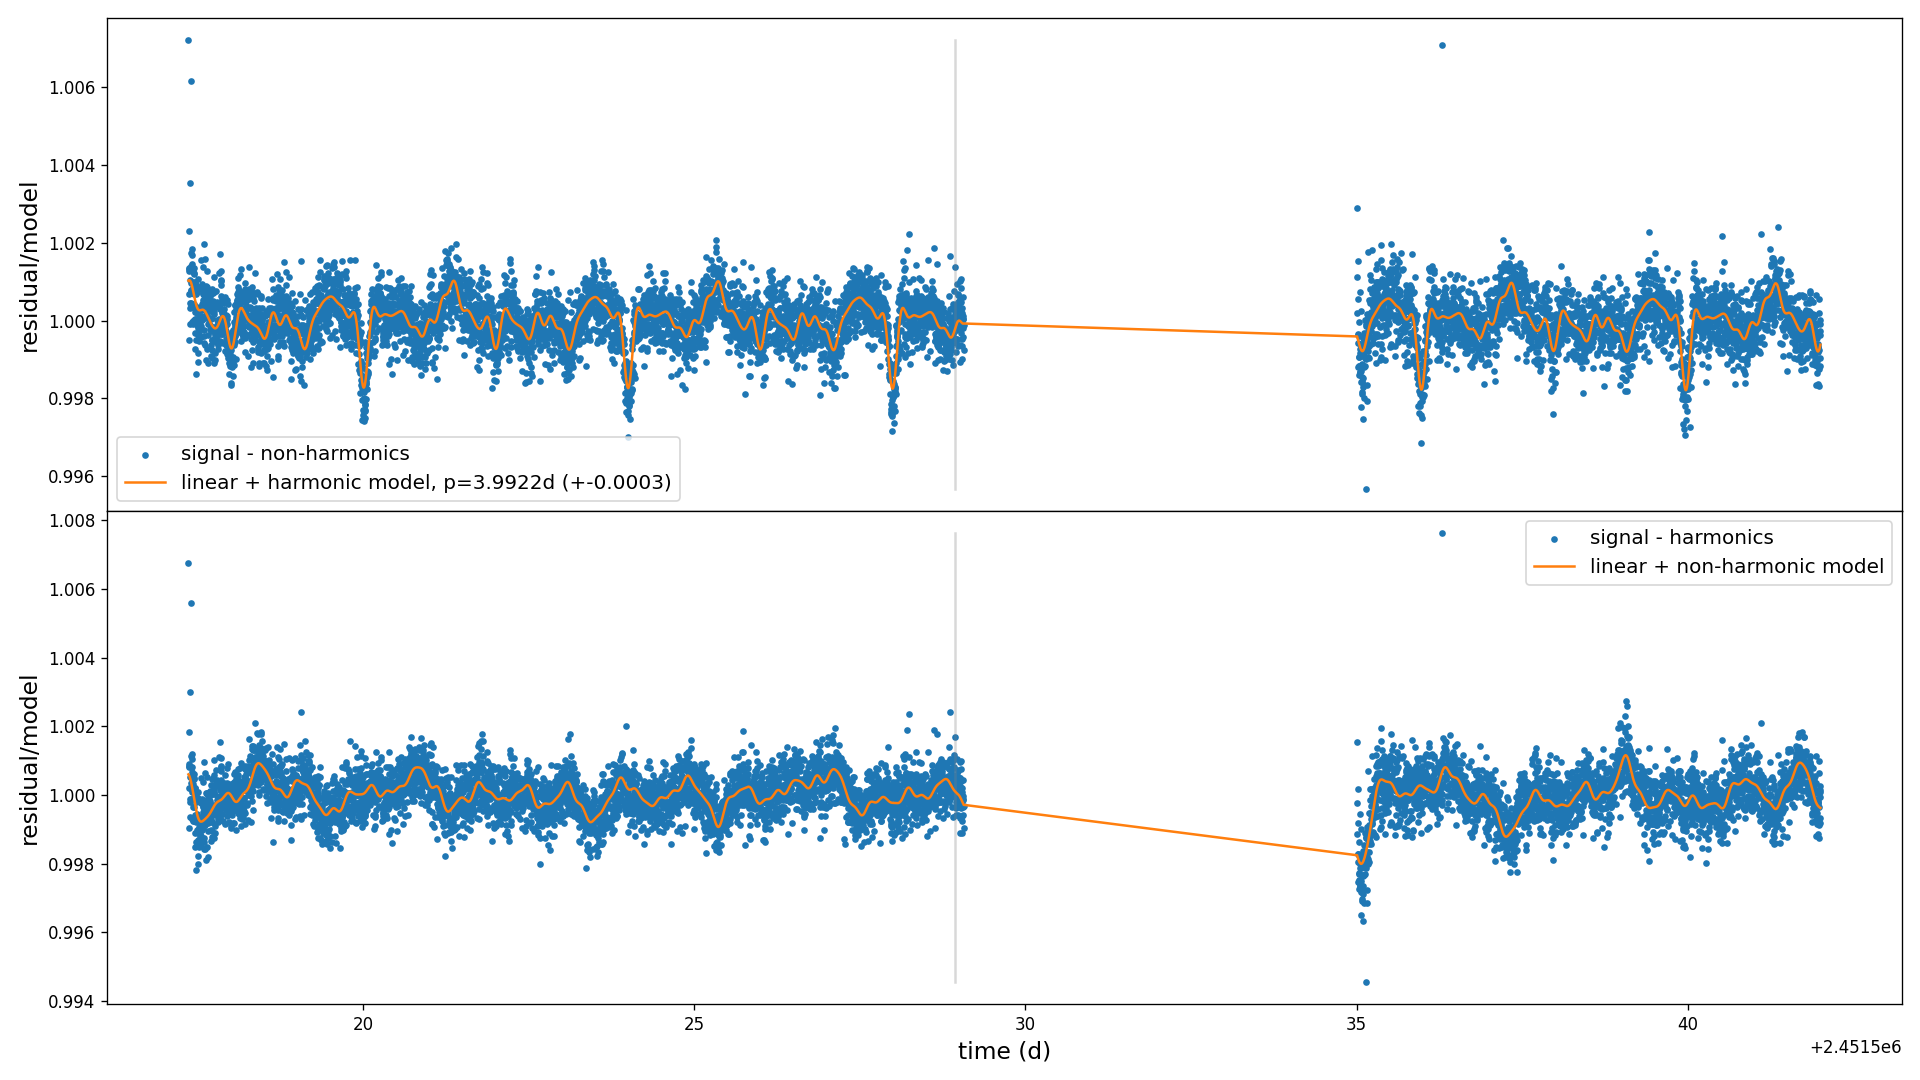 residual/model
1.006
1.004
1.002
1.000
0.998
0.996
signal - non-harmonics
linear + harmonic model, p=3.9922d (+-0.0003)
residual/model
1.008
1.006
1.004
1.002
1.000
0.998
0.996
0.994
signal - harmonics
linear + non-harmonic model
20 25 30 35 40
time (d)
+2.4515e6